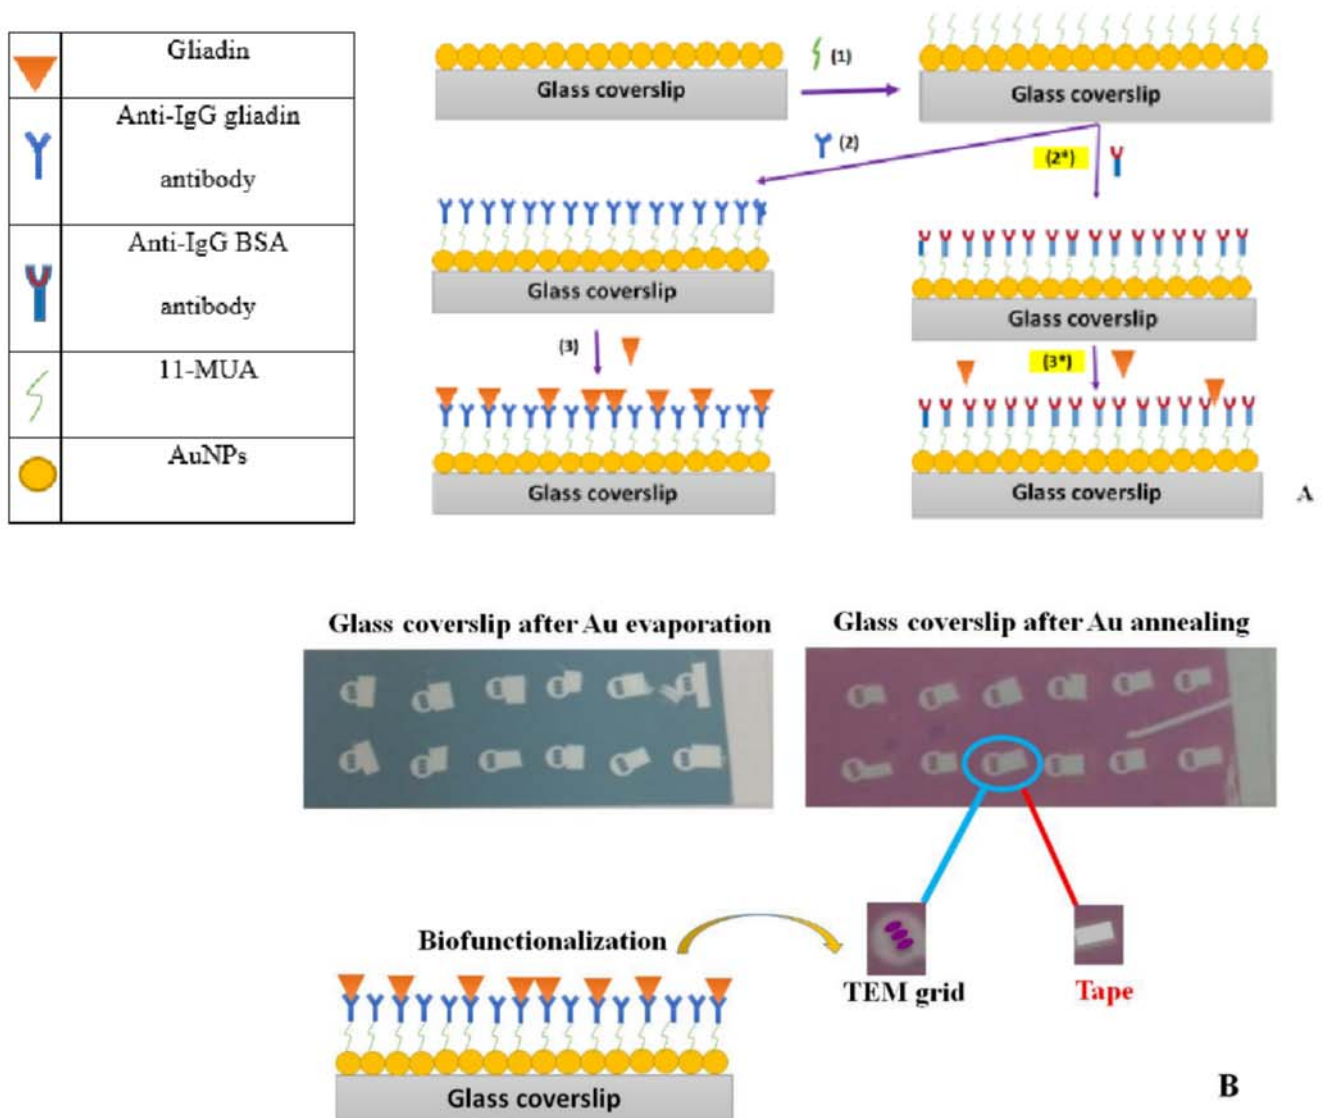 Gliadin
Anti-IgG gliadin
antibody
Anti-IgG BSA
antibody
11-MUA
AuNPs
(1)
Glass coverslip
Glass coverslip
(2)
(2*)
Glass coverslip
Glass coverslip
(3)
(3*)
Glass coverslip
Glass coverslip
A
Glass coverslip after Au evaporation
Glass coverslip after Au annealing
Biofunctionalization
TEM grid
Tape
Glass coverslip
B